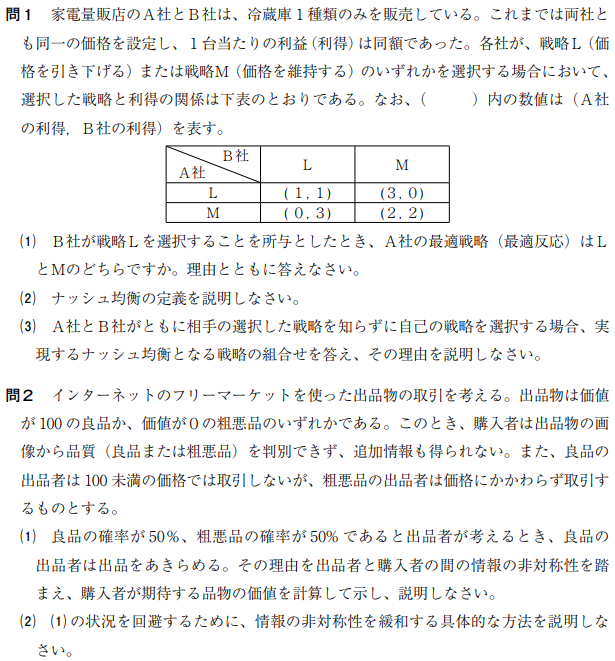 問1 家電量販店のA社とB社は、冷蔵庫1種類のみを販売している。これまでは両社と
も同一の価格を設定し、1台当たりの利益(利得)は同額であった。各社が、戦略L(価
格を引き下げる)または戦略M(価格を維持する)のいずれかを選択する場合において、
選択した戦略と利得の関係は下表のとおりである。なお、(　　　)内の数値は(A社
の利得, B社の利得)を表す。
B社 L M
A社
L (1, 1) (3, 0)
M (0, 3) (2, 2)
⑴ B社が戦略Lを選択することを所与としたとき、A社の最適戦略(最適反応)はL
とMのどちらですか。理由とともに答えなさい。
⑵ ナッシュ均衡の定義を説明しなさい。
⑶ A社とB社がともに相手の選択した戦略を知らずに自己の戦略を選択する場合、実
現するナッシュ均衡となる戦略の組合せを答え、その理由を説明しなさい。
問2 インターネットのフリーマーケットを使った出品物の取引を考える。出品物は価値
が100の良品か、価値が0の粗悪品のいずれかである。このとき、購入者は出品物の画
像から品質(良品または粗悪品)を判別できず、追加情報も得られない。また、良品の
出品者は100未満の価格では取引しないが、粗悪品の出品者は価格にかかわらず取引す
るものとする。
⑴ 良品の確率が50%、粗悪品の確率が50%であると出品者が考えるとき、良品の
出品者は出品をあきらめる。その理由を出品者と購入者の間の情報の非対称性を踏
まえ、購入者が期待する品物の価値を計算して示し、説明しなさい。
⑵ ⑴の状況を回避するために、情報の非対称性を緩和する具体的な方法を説明しな
さい。